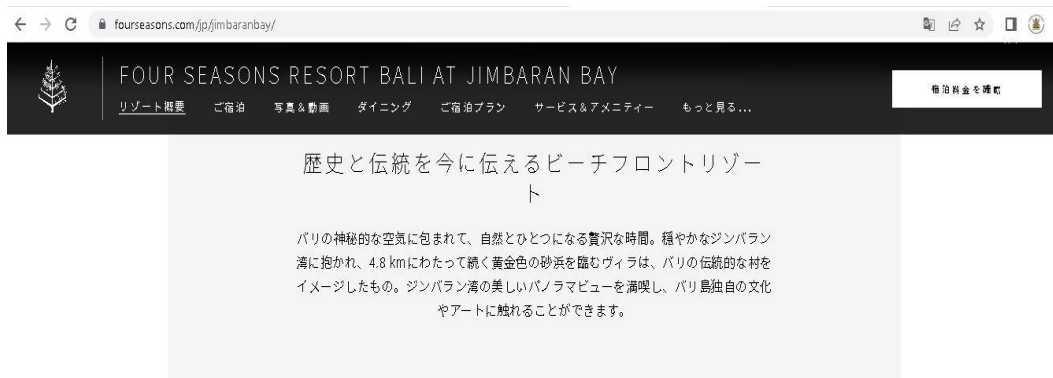 fourseasons.com/jp/jimbaranbay/
FOUR SEASONS RESORT BALI AT JIMBARAN BAY
リゾート概要 ご宿泊 写真＆動画 ダイニング ご宿泊プラン サービス＆アメニティー もっと見る...
宿泊料金を確認
歴史と伝統を今に伝えるビーチフロントリゾー
ト
バリの神秘的な空気に包まれて、自然とひとつになる贅沢な時間。穏やかなジンバラン
湾に抱かれ、4.8 kmにわたって続く黄金色の砂浜を臨むヴィラは、バリの伝統的な村を
イメージしたもの。ジンバラン湾の美しいパノラマビューを満喫し、バリ島独自の文化
やアートに触れることができます。